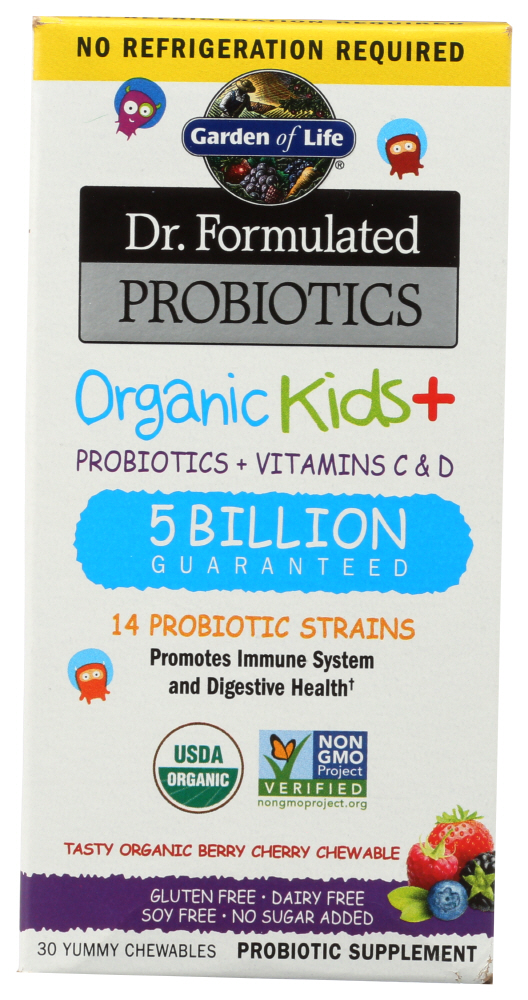 NO REFRIGERATION REQUIRED
Garden of Life®
Dr. Formulated
PROBIOTICS
Organic Kids+
PROBIOTICS + VITAMINS C & D
5 BILLION
GUARANTEED
14 PROBIOTIC STRAINS
Promotes Immune System
and Digestive Health†
USDA
ORGANIC
NON
GMO
Project
VERIFIED
nongmoproject.org
TASTY ORGANIC BERRY CHERRY CHEWABLE
GLUTEN FREE · DAIRY FREE
SOY FREE · NO SUGAR ADDED
30 YUMMY CHEWABLES PROBIOTIC SUPPLEMENT